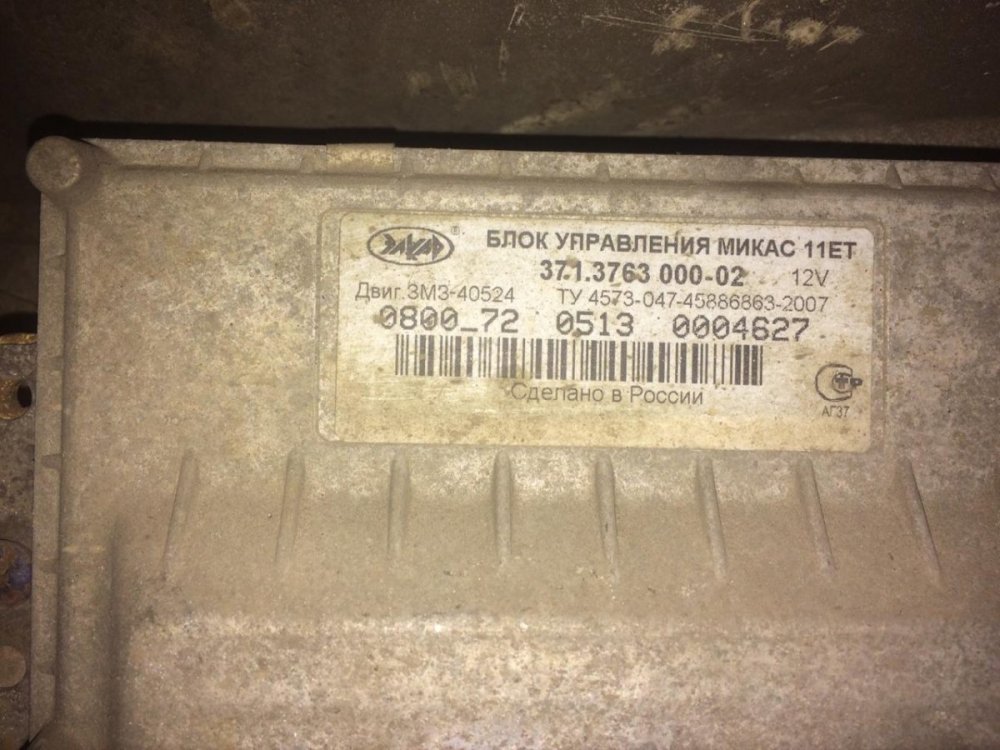 ЭЛКАР ®
БЛОК УПРАВЛЕНИЯ МИКАС 11ЕТ
371.3763 000-02 12V
Двиг.ЗМЗ-40524 ТУ 4573-047-45886863-2007
0800_72 0513 0004627
Сделано в России
АГ37